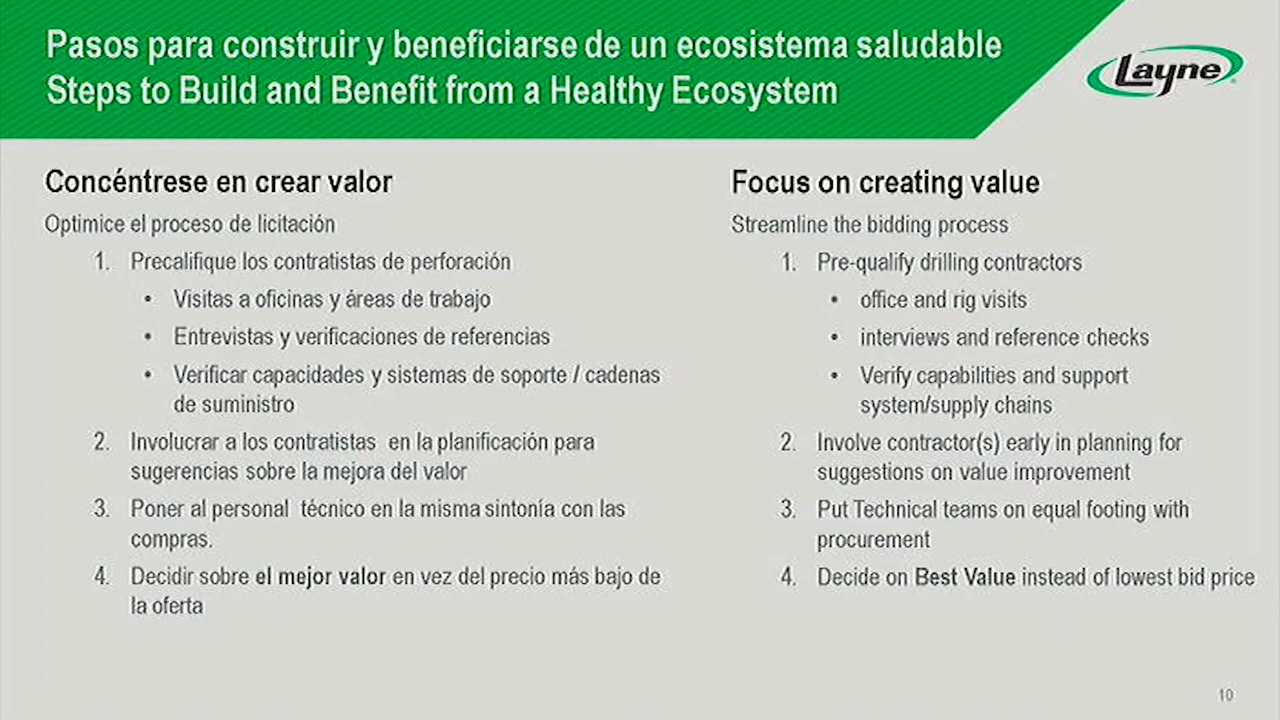 Pasos para construir y beneficiarse de un ecosistema saludable
Steps to Build and Benefit from a Healthy Ecosystem
Layne
Concéntrese en crear valor
Optimice el proceso de licitación
1. Precalifique los contratistas de perforación
• Visitas a oficinas y áreas de trabajo
• Entrevistas y verificaciones de referencias
• Verificar capacidades y sistemas de soporte / cadenas
de suministro
2. Involucrar a los contratistas en la planificación para
sugerencias sobre la mejora del valor
3. Poner al personal técnico en la misma sintonía con las
compras.
4. Decidir sobre el mejor valor en vez del precio más bajo de
la oferta
Focus on creating value
Streamline the bidding process
1. Pre-qualify drilling contractors
• office and rig visits
• interviews and reference checks
• Verify capabilities and support
system/supply chains
2. Involve contractor(s) early in planning for
suggestions on value improvement
3. Put Technical teams on equal footing with
procurement
4. Decide on Best Value instead of lowest bid price
10